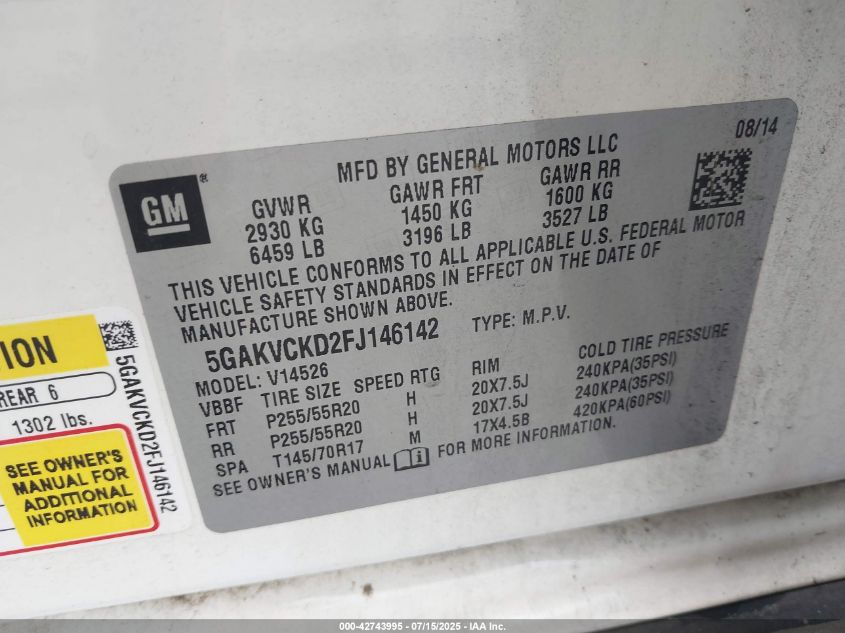 08/14
MFD BY GENERAL MOTORS LLC
GM®
GVWR GAWR FRT GAWR RR
2930 KG 1450 KG 1600 KG
6459 LB 3196 LB 3527 LB
THIS VEHICLE CONFORMS TO ALL APPLICABLE U.S. FEDERAL MOTOR
VEHICLE SAFETY STANDARDS IN EFFECT ON THE DATE OF
MANUFACTURE SHOWN ABOVE.
5GAKVCKD2FJ146142 TYPE: M.P.V.
MODEL: V14526
VBBF TIRE SIZE SPEED RTG RIM COLD TIRE PRESSURE
FRT P255/55R20 H 20X7.5J 240KPA(35PSI)
RR P255/55R20 H 20X7.5J 240KPA(35PSI)
SPA T145/70R17 M 17X4.5B 420KPA(60PSI)
SEE OWNER'S MANUAL FOR MORE INFORMATION.
REAR 6
1302 lbs.
SEE OWNER'S
MANUAL FOR
ADDITIONAL
INFORMATION
5GAKVCKD2FJ146142
000-42743995 - 07/15/2025 - IAA Inc.